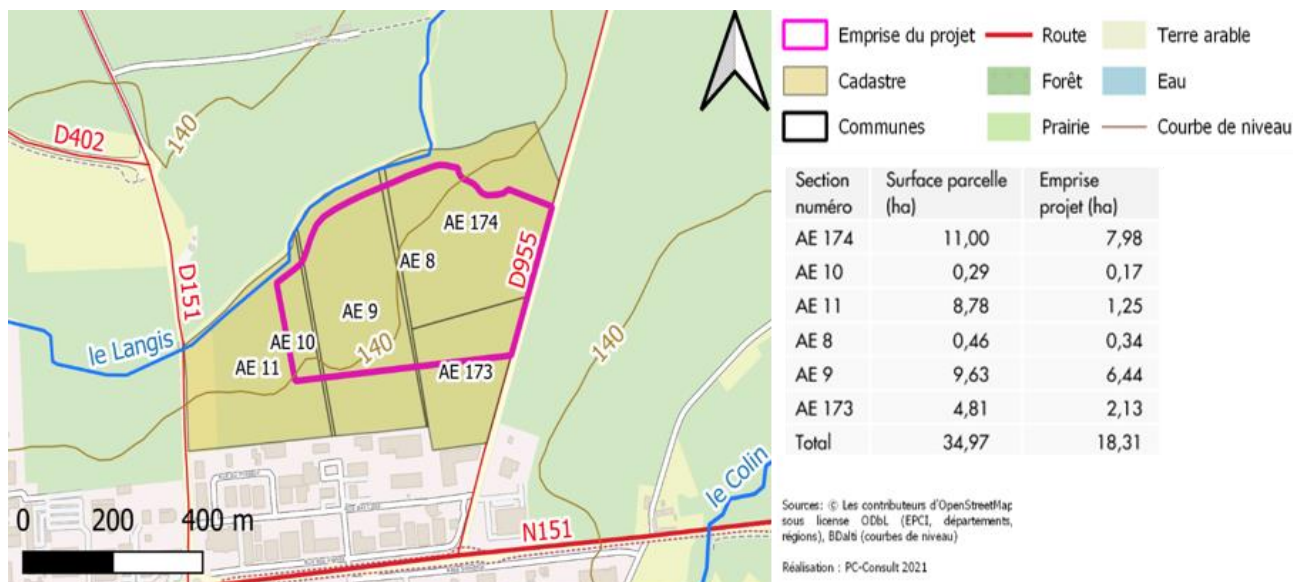 140
D402
D151
le Langis
AE 174
AE 8
D955
AE 9
AE 10
140
AE 11
AE 173
140
le Colin
N151
0 200 400 m
Emprise du projet Route Terre arable
Cadastre Forêt Eau
Communes Prairie Courbe de niveau
Section numéro Surface parcelle (ha) Emprise projet (ha)
AE 174 11,00 7,98
AE 10 0,29 0,17
AE 11 8,78 1,25
AE 8 0,46 0,34
AE 9 9,63 6,44
AE 173 4,81 2,13
Total 34,97 18,31
Sources: © Les contributeurs d'OpenStreetMap
sous license ODbL (EPCI, départements,
régions), BDalti (courbes de niveau)
Réalisation : PC-Consult 2021